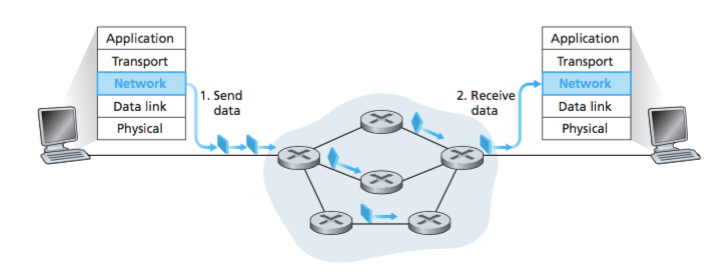 Application
Transport
Network
Data link
Physical
1. Send
data
2. Receive
data
Application
Transport
Network
Data link
Physical